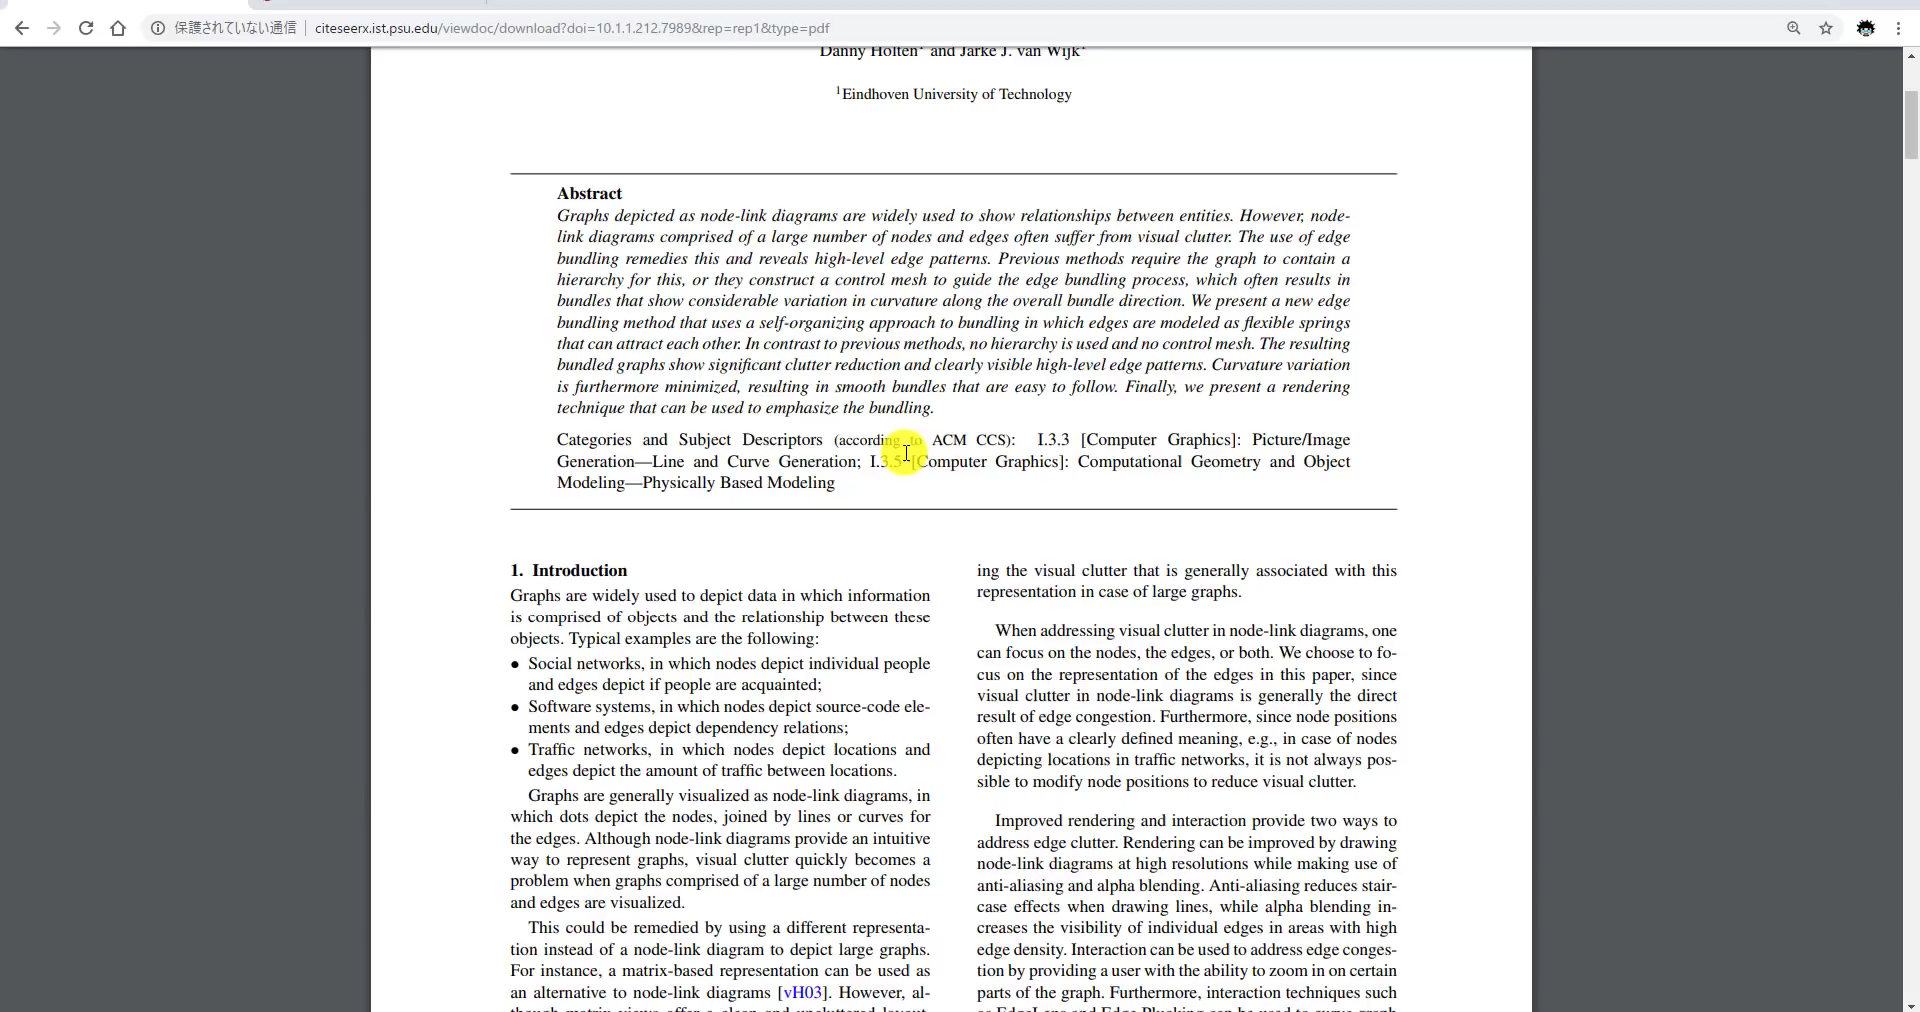 保護されていない通信 citeseerx.ist.psu.edu/viewdoc/download?doi=10.1.1.212.7989&rep=rep1&type=pdf
Danny Holten¹ and Jarke J. van Wijk¹
¹Eindhoven University of Technology
Abstract
Graphs depicted as node-link diagrams are widely used to show relationships between entities. However, node-
link diagrams comprised of a large number of nodes and edges often suffer from visual clutter. The use of edge
bundling remedies this and reveals high-level edge patterns. Previous methods require the graph to contain a
hierarchy for this, or they construct a control mesh to guide the edge bundling process, which often results in
bundles that show considerable variation in curvature along the overall bundle direction. We present a new edge
bundling method that uses a self-organizing approach to bundling in which edges are modeled as flexible springs
that can attract each other. In contrast to previous methods, no hierarchy is used and no control mesh. The resulting
bundled graphs show significant clutter reduction and clearly visible high-level edge patterns. Curvature variation
is furthermore minimized, resulting in smooth bundles that are easy to follow. Finally, we present a rendering
technique that can be used to emphasize the bundling.
Categories and Subject Descriptors (according to ACM CCS): I.3.3 [Computer Graphics]: Picture/Image
Generation—Line and Curve Generation; I.3.5 [Computer Graphics]: Computational Geometry and Object
Modeling—Physically Based Modeling
1. Introduction
Graphs are widely used to depict data in which information
is comprised of objects and the relationship between these
objects. Typical examples are the following:
• Social networks, in which nodes depict individual people
and edges depict if people are acquainted;
• Software systems, in which nodes depict source-code ele-
ments and edges depict dependency relations;
• Traffic networks, in which nodes depict locations and
edges depict the amount of traffic between locations.
Graphs are generally visualized as node-link diagrams, in
which dots depict the nodes, joined by lines or curves for
the edges. Although node-link diagrams provide an intuitive
way to represent graphs, visual clutter quickly becomes a
problem when graphs comprised of a large number of nodes
and edges are visualized.
This could be remedied by using a different representa-
tion instead of a node-link diagram to depict large graphs.
For instance, a matrix-based representation can be used as
an alternative to node-link diagrams [vH03]. However, al-
though matrix views offer a clean and uncluttered layout,
ing the visual clutter that is generally associated with this
representation in case of large graphs.
When addressing visual clutter in node-link diagrams, one
can focus on the nodes, the edges, or both. We choose to fo-
cus on the representation of the edges in this paper, since
visual clutter in node-link diagrams is generally the direct
result of edge congestion. Furthermore, since node positions
often have a clearly defined meaning, e.g., in case of nodes
depicting locations in traffic networks, it is not always pos-
sible to modify node positions to reduce visual clutter.
Improved rendering and interaction provide two ways to
address edge clutter. Rendering can be improved by drawing
node-link diagrams at high resolutions while making use of
anti-aliasing and alpha blending. Anti-aliasing reduces stair-
case effects when drawing lines, while alpha blending in-
creases the visibility of individual edges in areas with high
edge density. Interaction can be used to address edge conges-
tion by providing a user with the ability to zoom in on certain
parts of the graph. Furthermore, interaction techniques such
as EdgeLens and Edge Plucking can be used to curve graph